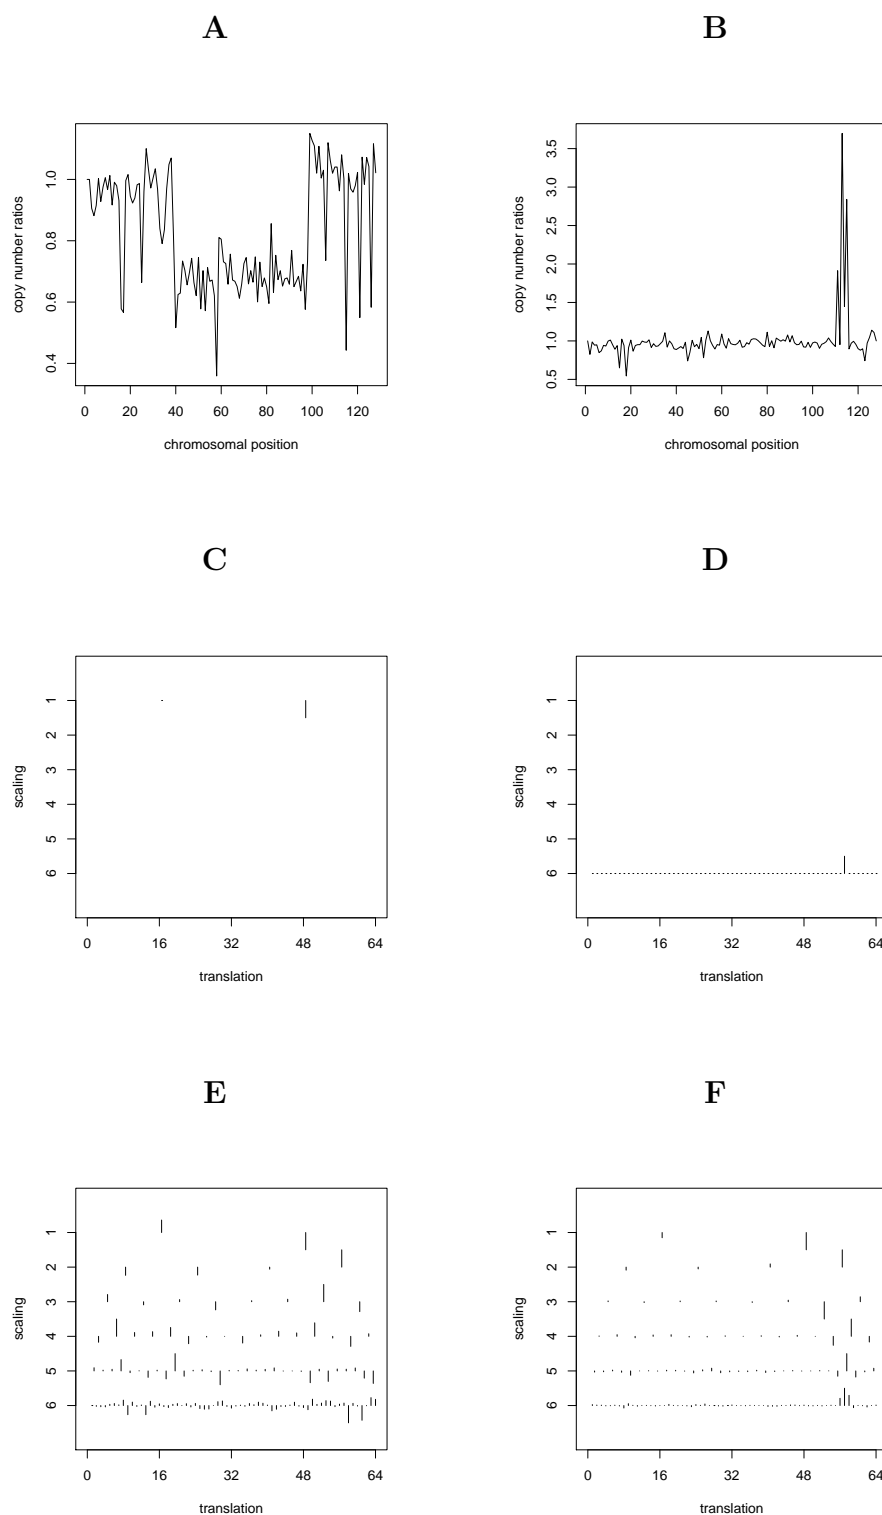 A
B
copy number ratios
0.4 0.6 0.8 1.0
0 20 40 60 80 100 120
chromosomal position
copy number ratios
0.5 1.0 1.5 2.0 2.5 3.0 3.5
0 20 40 60 80 100 120
chromosomal position
C
D
scaling
1 2 3 4 5 6
0 16 32 48 64
translation
scaling
1 2 3 4 5 6
0 16 32 48 64
translation
E
F
scaling
1 2 3 4 5 6
0 16 32 48 64
translation
scaling
1 2 3 4 5 6
0 16 32 48 64
translation